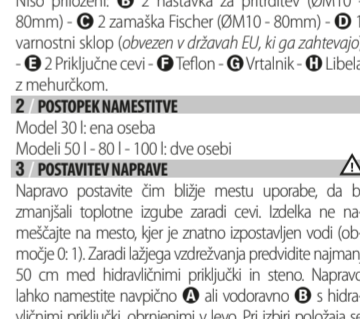 Niso priloženi. B 2 nastavka za pritrditev (ØM10 -
80mm) - C 2 zamaška Fischer (ØM10 - 80mm) - D 1
varnostni sklop (obvezen v državah EU, ki ga zahtevajo)
- E 2 Priključne cevi - F Teflon - G Vrtalnik - H Libela
z mehurčkom.
2 / POSTOPEK NAMESTITVE
Model 30 l: ena oseba
Modeli 50 l - 80 l - 100 l: dve osebi
3 / POSTAVITEV NAPRAVE
Napravo postavite čim bližje mestu uporabe, da b
zmanjšali toplotne izgube zaradi cevi. Izdelka ne na-
meščajte na mesto, kjer je znatno izpostavljen vodi (ob-
močje 0: 1). Zaradi lažjega vzdrževanja predvidite najmanj
50 cm med hidravličnimi priključki in steno. Napravo
lahko namestite navpično A ali vodoravno B s hidra-
vličnimi priključki, obrnjenimi v levo. Pri izbiri položaja se